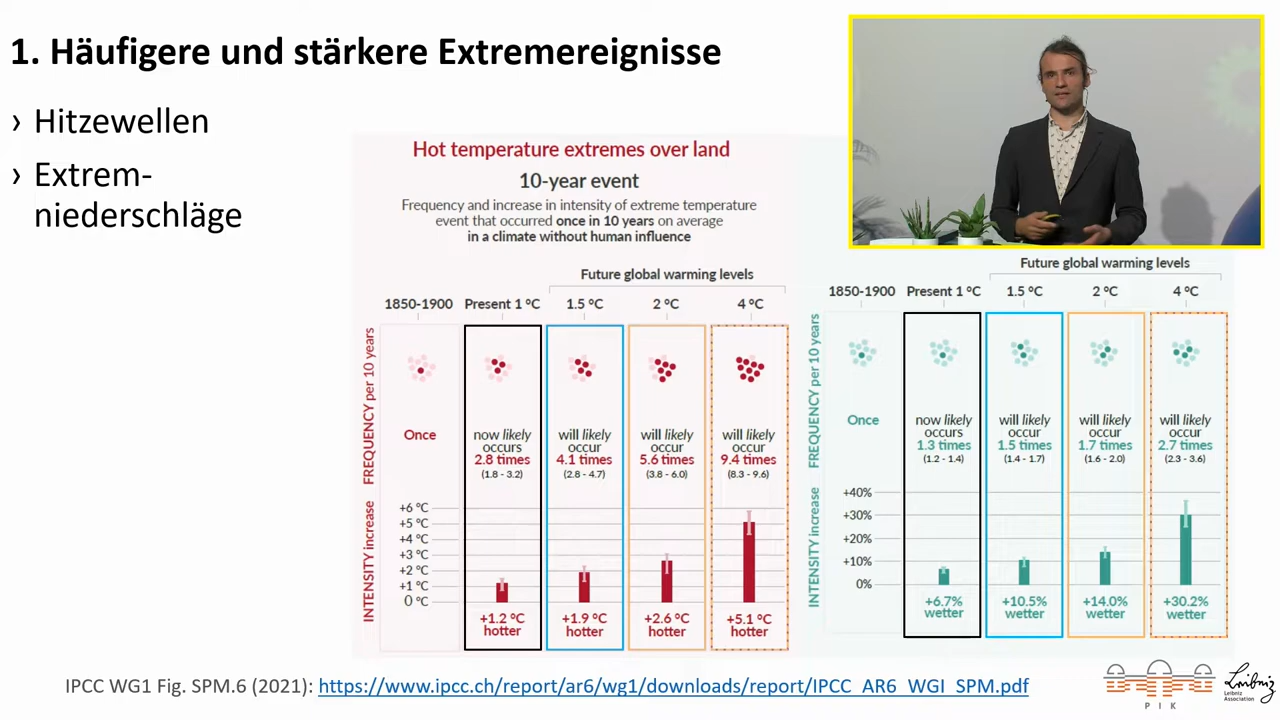 1. Häufigere und stärkere Extremereignisse
› Hitzewellen
› Extrem-
niederschläge
Hot temperature extremes over land
10-year event
Frequency and increase in intensity of extreme temperature
event that occurred once in 10 years on average
in a climate without human influence
Future global warming levels
1850-1900 Present 1 °C 1.5 °C 2 °C 4 °C
FREQUENCY per 10 years
Once
now likely occurs 2.8 times (1.8 - 3.2)
will likely occur 4.1 times (2.8 - 4.7)
will likely occur 5.6 times (3.8 - 6.0)
will likely occur 9.4 times (8.3 - 9.6)
INTENSITY increase
+6 °C
+5 °C
+4 °C
+3 °C
+2 °C
+1 °C
0 °C
+1.2 °C hotter
+1.9 °C hotter
+2.6 °C hotter
+5.1 °C hotter
Future global warming levels
1850-1900 Present 1 °C 1.5 °C 2 °C 4 °C
FREQUENCY per 10 years
Once
now likely occurs 1.3 times (1.2 - 1.4)
will likely occur 1.5 times (1.4 - 1.7)
will likely occur 1.7 times (1.6 - 2.0)
will likely occur 2.7 times (2.3 - 3.6)
INTENSITY increase
+40%
+30%
+20%
+10%
0%
+6.7% wetter
+10.5% wetter
+14.0% wetter
+30.2% wetter
IPCC WG1 Fig. SPM.6 (2021): https://www.ipcc.ch/report/ar6/wg1/downloads/report/IPCC_AR6_WGI_SPM.pdf
P I K
Leibniz
Leibniz
Association